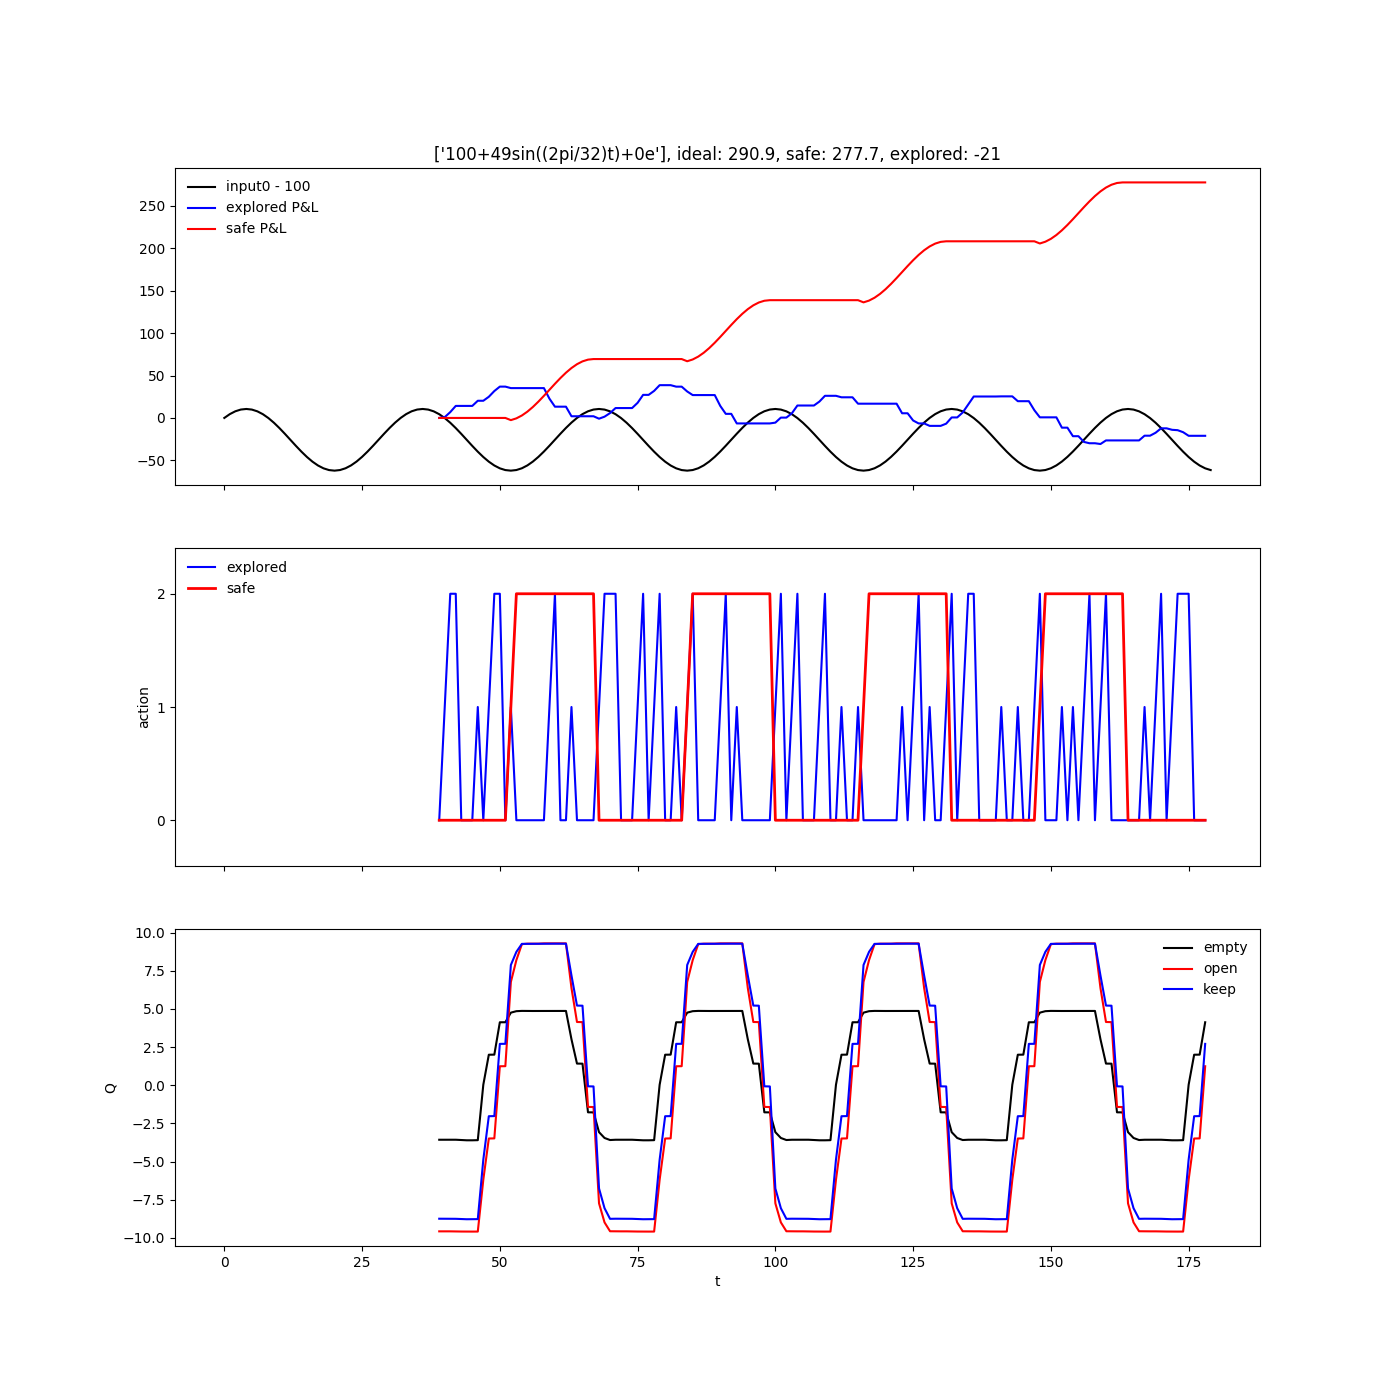 ['100+49sin((2pi/32)t)+0e'], ideal: 290.9, safe: 277.7, explored: -21
input0 - 100
explored P&L
safe P&L
250
200
150
100
50
0
−50
explored
safe
2
1
0
action
empty
open
keep
10.0
7.5
5.0
2.5
0.0
−2.5
−5.0
−7.5
−10.0
Q
0 25 50 75 100 125 150 175
t